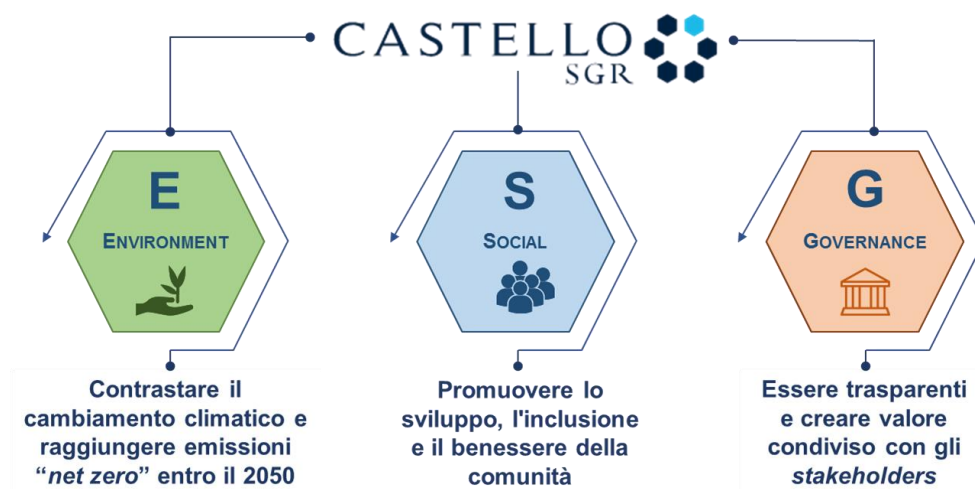 CASTELLO
SGR
E
ENVIRONMENT
Contrastare il
cambiamento climatico e
raggiungere emissioni
“net zero” entro il 2050
S
SOCIAL
Promuovere lo
sviluppo, l'inclusione
e il benessere della
comunità
G
GOVERNANCE
Essere trasparenti
e creare valore
condiviso con gli
stakeholders